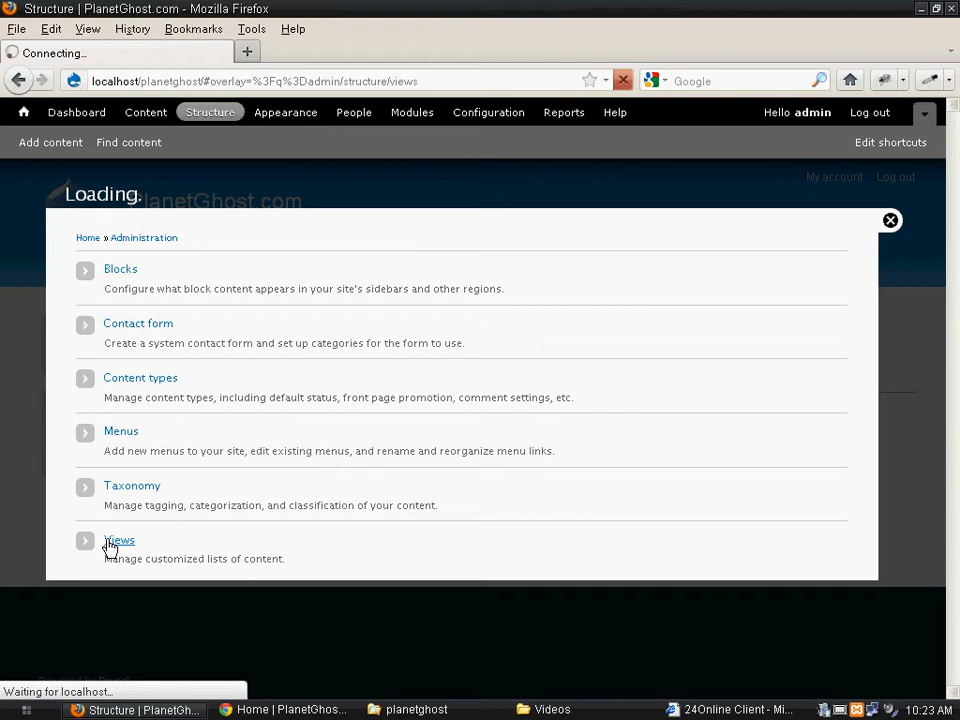 Structure | PlanetGhost.com - Mozilla Firefox
File Edit View History Bookmarks Tools Help
Connecting...
localhost/planetghost/#overlay=%3Fq%3Dadmin/structure/views
Google
Dashboard Content Structure Appearance People Modules Configuration Reports Help Hello admin Log out
Add content Find content Edit shortcuts
My account Log out
Loading.
PlanetGhost.com
Home » Administration
Blocks
Configure what block content appears in your site's sidebars and other regions.
Contact form
Create a system contact form and set up categories for the form to use.
Content types
Manage content types, including default status, front page promotion, comment settings, etc.
Menus
Add new menus to your site, edit existing menus, and rename and reorganize menu links.
Taxonomy
Manage tagging, categorization, and classification of your content.
Views
Manage customized lists of content.
Waiting for localhost...
Structure | PlanetGh... Home | PlanetGhos... planetghost Videos 24Online Client - Mi... 10:23 AM